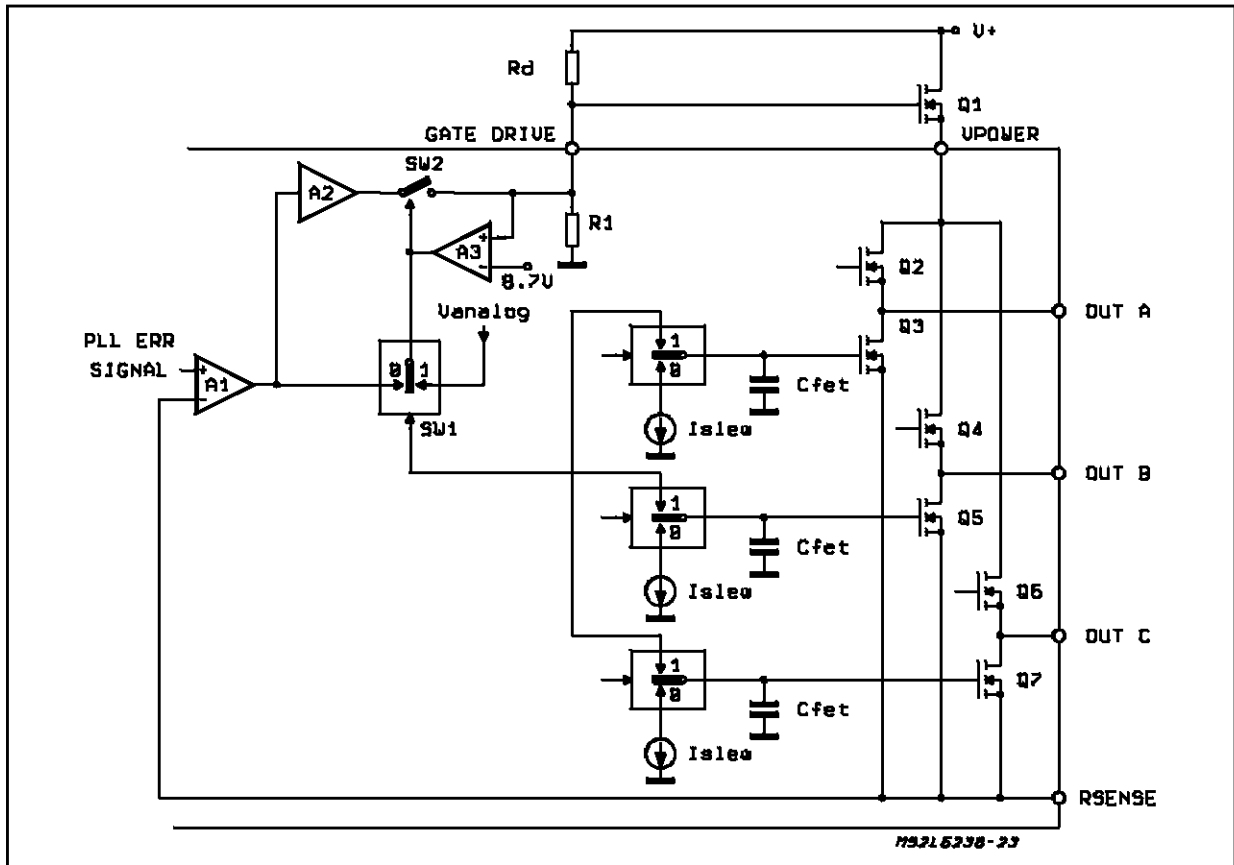 V+
Rd
Q1
GATE DRIVE
VPOWER
SW2
A2
R1
A3
+
-
8.7V
Q2
Vanalog
OUT A
Q3
PLL ERR
SIGNAL
+
-
A1
0 1
SW1
1
0
Cfet
Islew
Q4
OUT B
1
0
Q5
Cfet
Islew
Q6
OUT C
1
0
Q7
Cfet
Islew
RSENSE
M92L6238-23